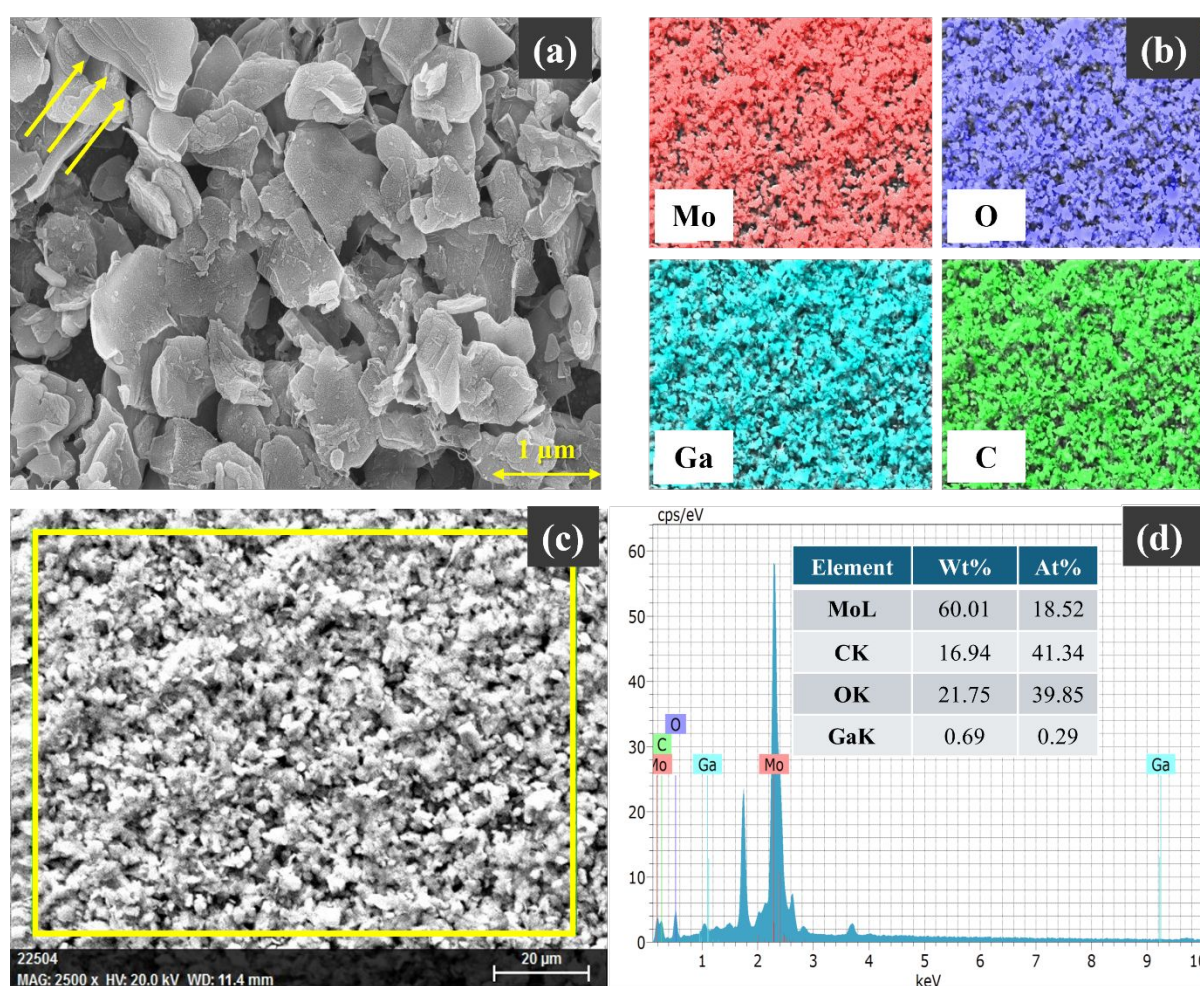 (a)
1 µm
(b)
Mo
O
Ga
C
(c)
22504
MAG: 2500 x HV: 20.0 kV WD: 11.4 mm
20 µm
(d)
cps/eV
60
50
40
30
20
10
0
Element Wt% At%
MoL 60.01 18.52
CK 16.94 41.34
OK 21.75 39.85
GaK 0.69 0.29
O
C
Mo Ga Mo Ga
1 2 3 4 5 6 7 8 9 10
keV